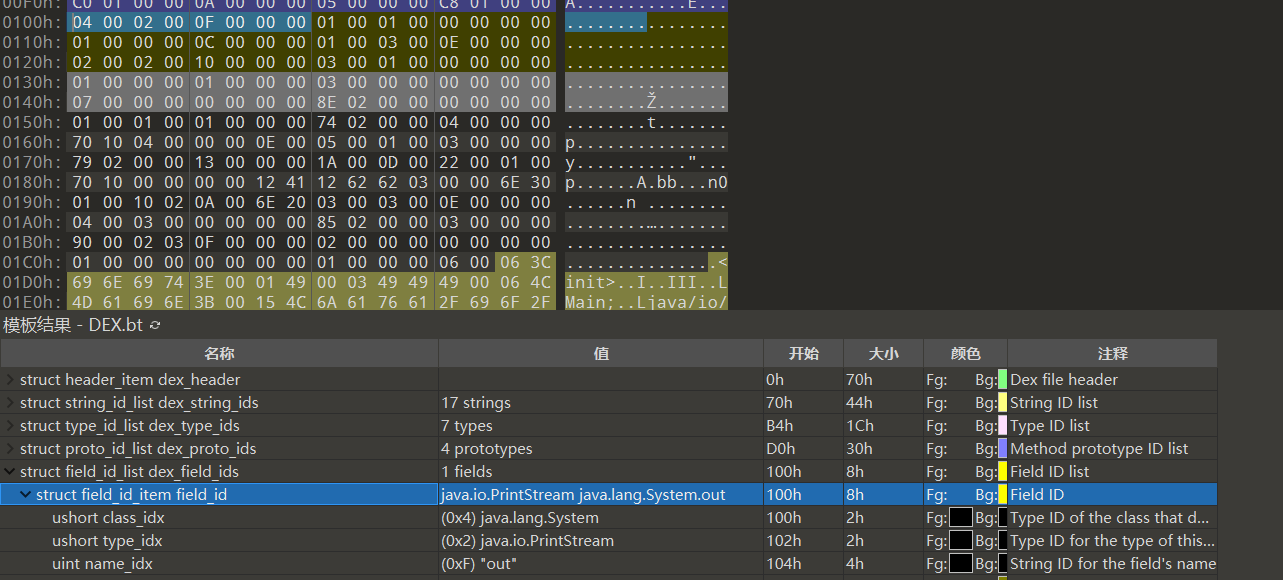 00F0h: C0 01 00 00 0A 00 00 00 05 00 00 00 C8 01 00 00 À...........È...
0100h: 04 00 02 00 0F 00 00 00 01 00 01 00 00 00 00 00 ................
0110h: 01 00 00 00 0C 00 00 00 01 00 03 00 0E 00 00 00 ................
0120h: 02 00 02 00 10 00 00 00 03 00 01 00 00 00 00 00 ................
0130h: 01 00 00 00 01 00 00 00 03 00 00 00 00 00 00 00 ................
0140h: 07 00 00 00 00 00 00 00 8E 02 00 00 00 00 00 00 ........Ž.......
0150h: 01 00 01 00 01 00 00 00 74 02 00 00 04 00 00 00 ........t.......
0160h: 70 10 04 00 00 00 0E 00 05 00 01 00 03 00 00 00 p...............
0170h: 79 02 00 00 13 00 00 00 1A 00 0D 00 22 00 01 00 y..........."...
0180h: 70 10 00 00 00 00 12 41 12 62 62 03 00 00 6E 30 p......A.bb...n0
0190h: 01 00 10 02 0A 00 6E 20 03 00 03 00 0E 00 00 00 ......n ........
01A0h: 04 00 03 00 00 00 00 00 85 02 00 00 03 00 00 00 ........….......
01B0h: 90 00 02 03 0F 00 00 00 02 00 00 00 00 00 00 00 ................
01C0h: 01 00 00 00 00 00 00 00 01 00 00 00 06 00 06 3C ...............<
01D0h: 69 6E 69 74 3E 00 01 49 00 03 49 49 49 00 06 4C init>..I..III..L
01E0h: 4D 61 69 6E 3B 00 15 4C 6A 61 76 61 2F 69 6F 2F Main;..Ljava/io/
模板结果 - DEX.bt
名称 值 开始 大小 颜色 注释
struct header_item dex_header 0h 70h Fg: Bg: Dex file header
struct string_id_list dex_string_ids 17 strings 70h 44h Fg: Bg: String ID list
struct type_id_list dex_type_ids 7 types B4h 1Ch Fg: Bg: Type ID list
struct proto_id_list dex_proto_ids 4 prototypes D0h 30h Fg: Bg: Method prototype ID list
struct field_id_list dex_field_ids 1 fields 100h 8h Fg: Bg: Field ID list
struct field_id_item field_id java.io.PrintStream java.lang.System.out 100h 8h Fg: Bg: Field ID
ushort class_idx (0x4) java.lang.System 100h 2h Fg: Bg: Type ID of the class that d...
ushort type_idx (0x2) java.io.PrintStream 102h 2h Fg: Bg: Type ID for the type of this...
uint name_idx (0xF) "out" 104h 4h Fg: Bg: String ID for the field's name